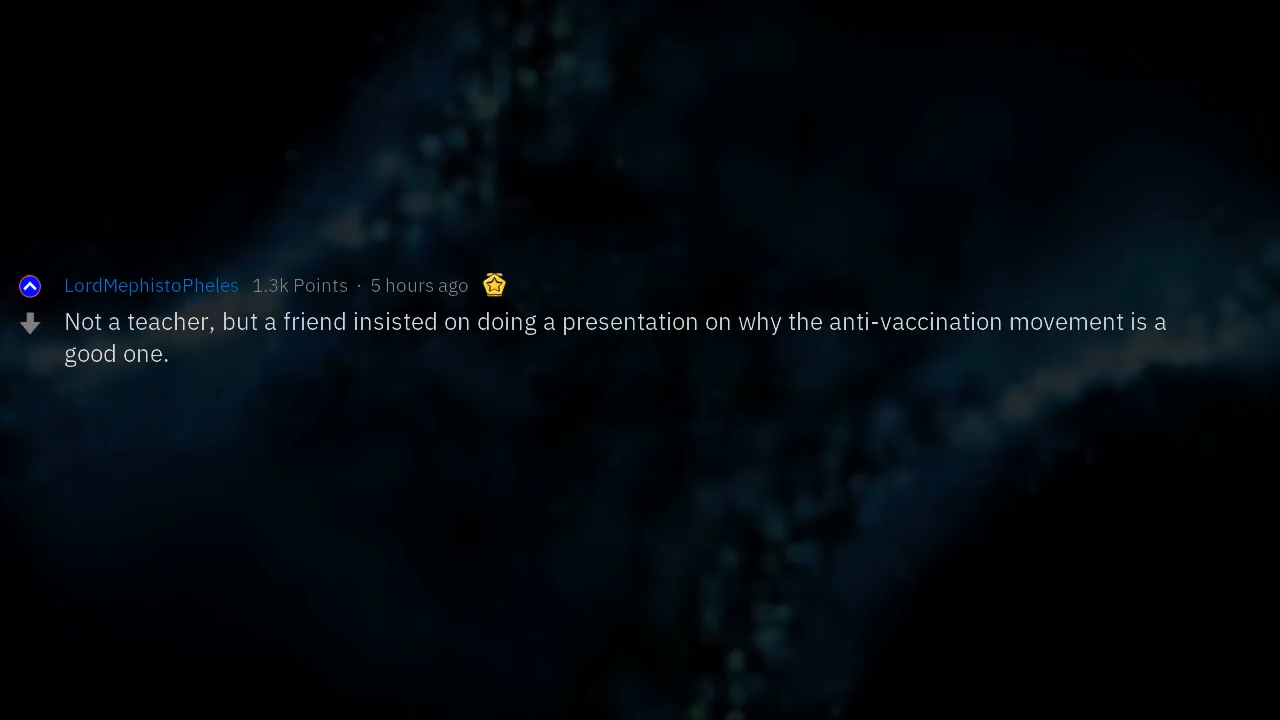 LordMephistoPheles 1.3k Points · 5 hours ago
Not a teacher, but a friend insisted on doing a presentation on why the anti-vaccination movement is a
good one.